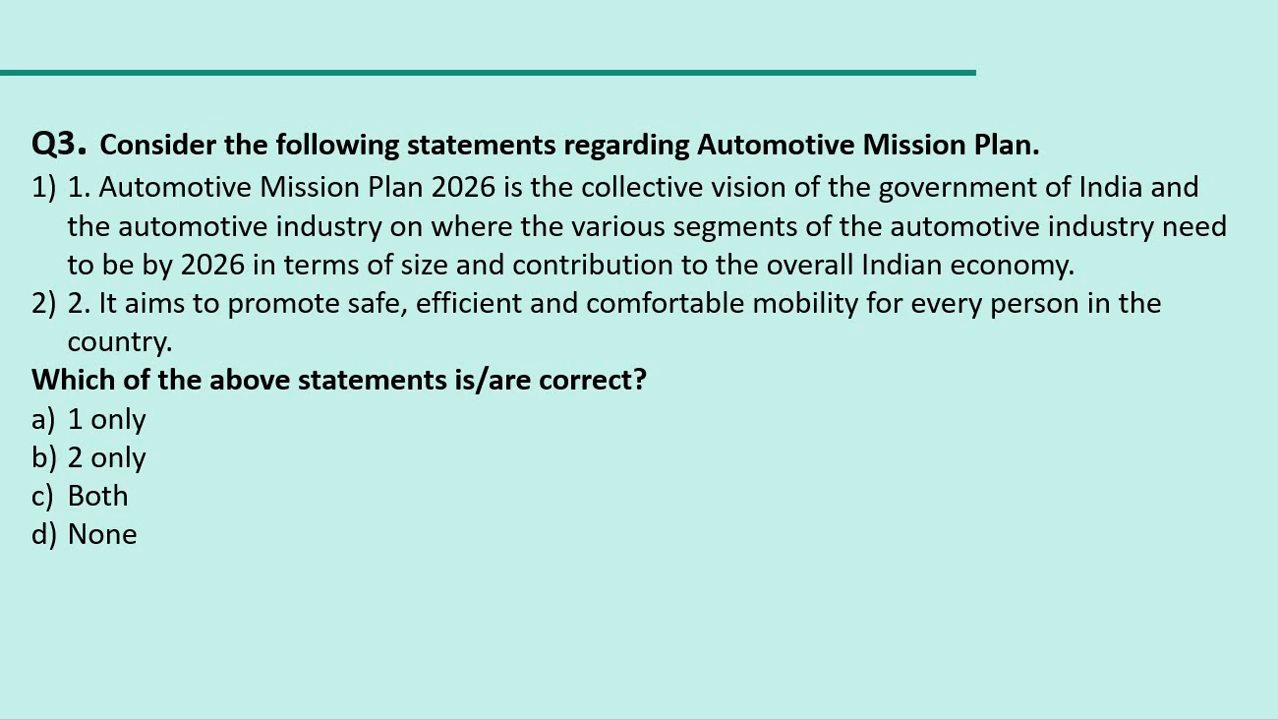 Q3. Consider the following statements regarding Automotive Mission Plan.
1) 1. Automotive Mission Plan 2026 is the collective vision of the government of India and
the automotive industry on where the various segments of the automotive industry need
to be by 2026 in terms of size and contribution to the overall Indian economy.
2) 2. It aims to promote safe, efficient and comfortable mobility for every person in the
country.
Which of the above statements is/are correct?
a) 1 only
b) 2 only
c) Both
d) None